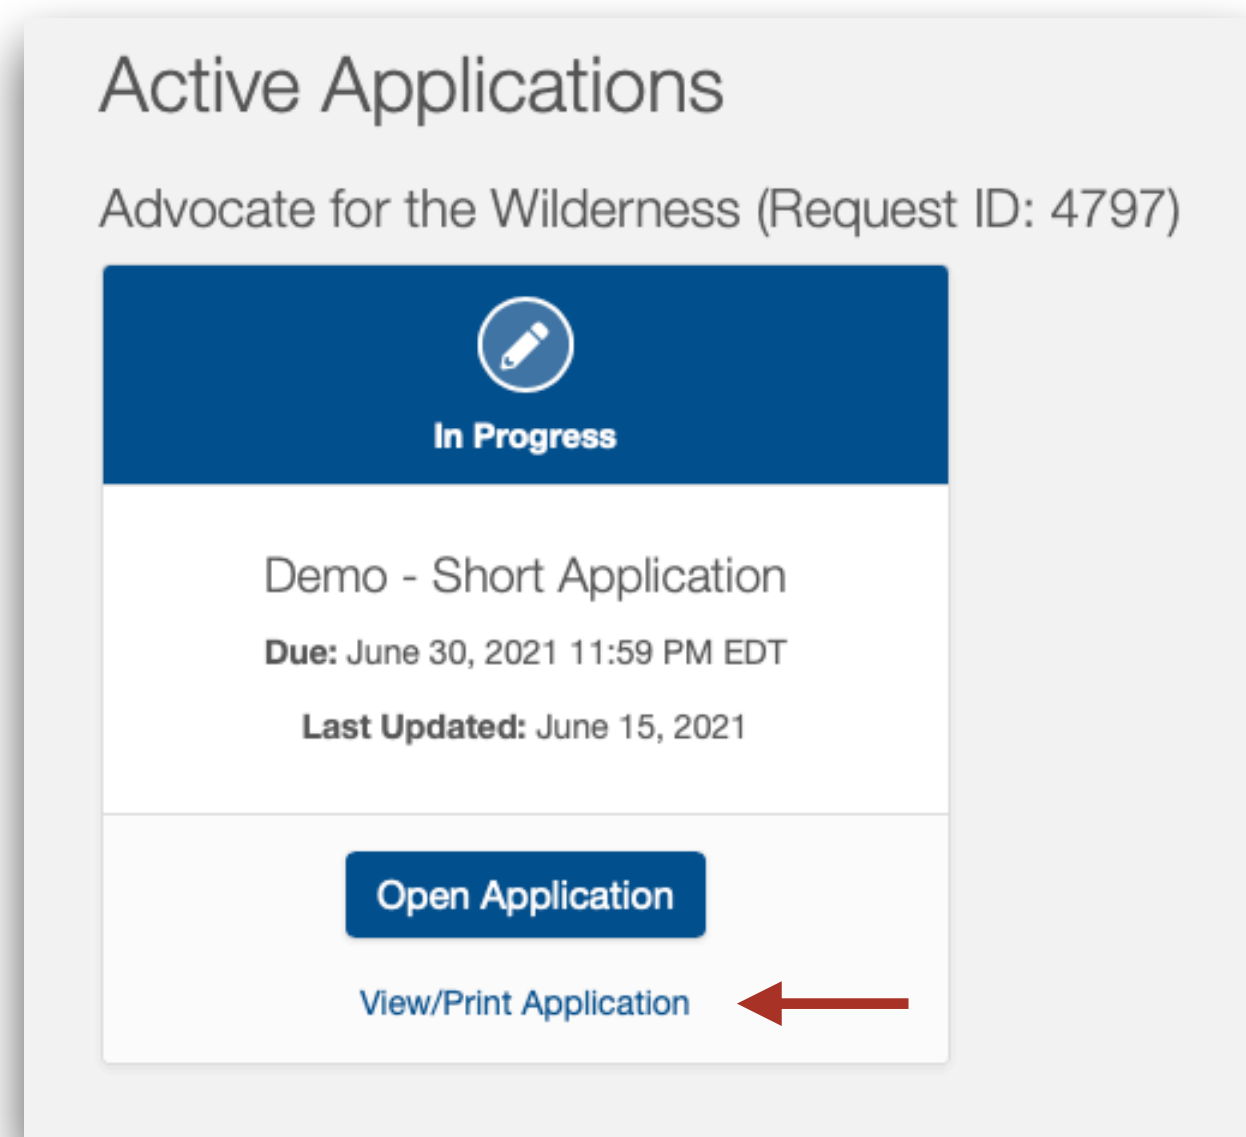 Active Applications
Advocate for the Wilderness (Request ID: 4797)
In Progress
Demo - Short Application
Due: June 30, 2021 11:59 PM EDT
Last Updated: June 15, 2021
Open Application
View/Print Application